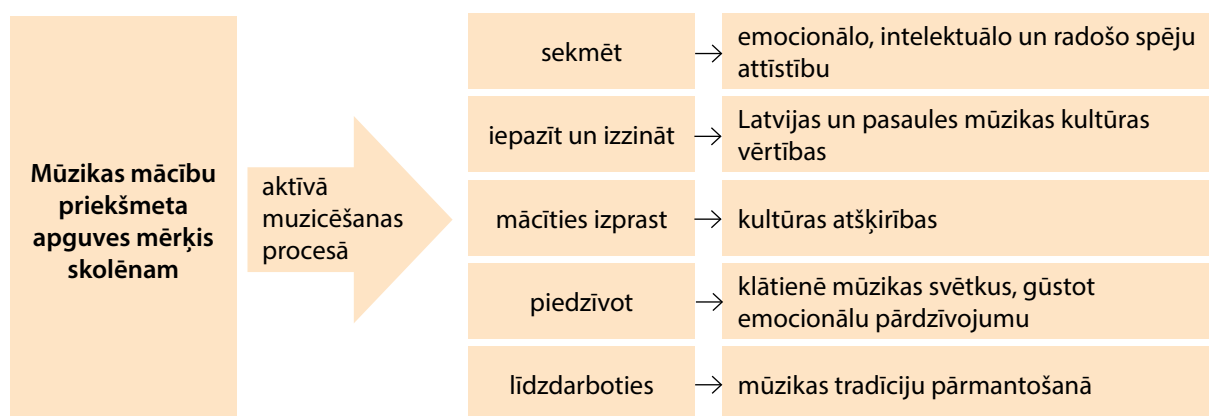 Mūzikas mācību
priekšmeta
apguves mērķis
skolēnam
aktīvā
muzicēšanas
procesā
sekmēt
emocionālo, intelektuālo un radošo spēju
attīstību
iepazīt un izzināt
Latvijas un pasaules mūzikas kultūras
vērtības
mācīties izprast
kultūras atšķirības
piedzīvot
klātienē mūzikas svētkus, gūstot
emocionālu pārdzīvojumu
līdzdarboties
mūzikas tradīciju pārmantošanā